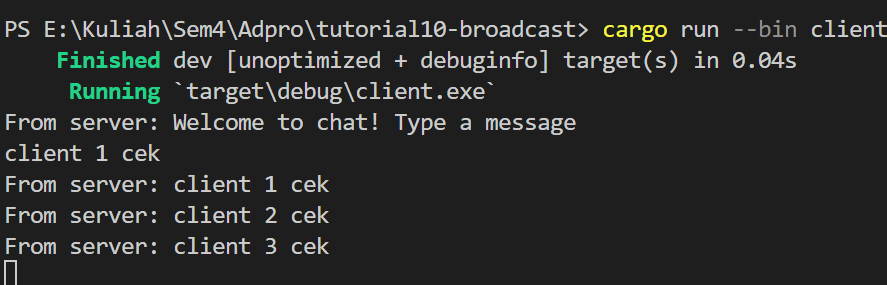 PS E:\Kuliah\Sem4\Adpro\tutorial10-broadcast> cargo run --bin client
Finished dev [unoptimized + debuginfo] target(s) in 0.04s
Running `target\debug\client.exe`
From server: Welcome to chat! Type a message
client 1 cek
From server: client 1 cek
From server: client 2 cek
From server: client 3 cek